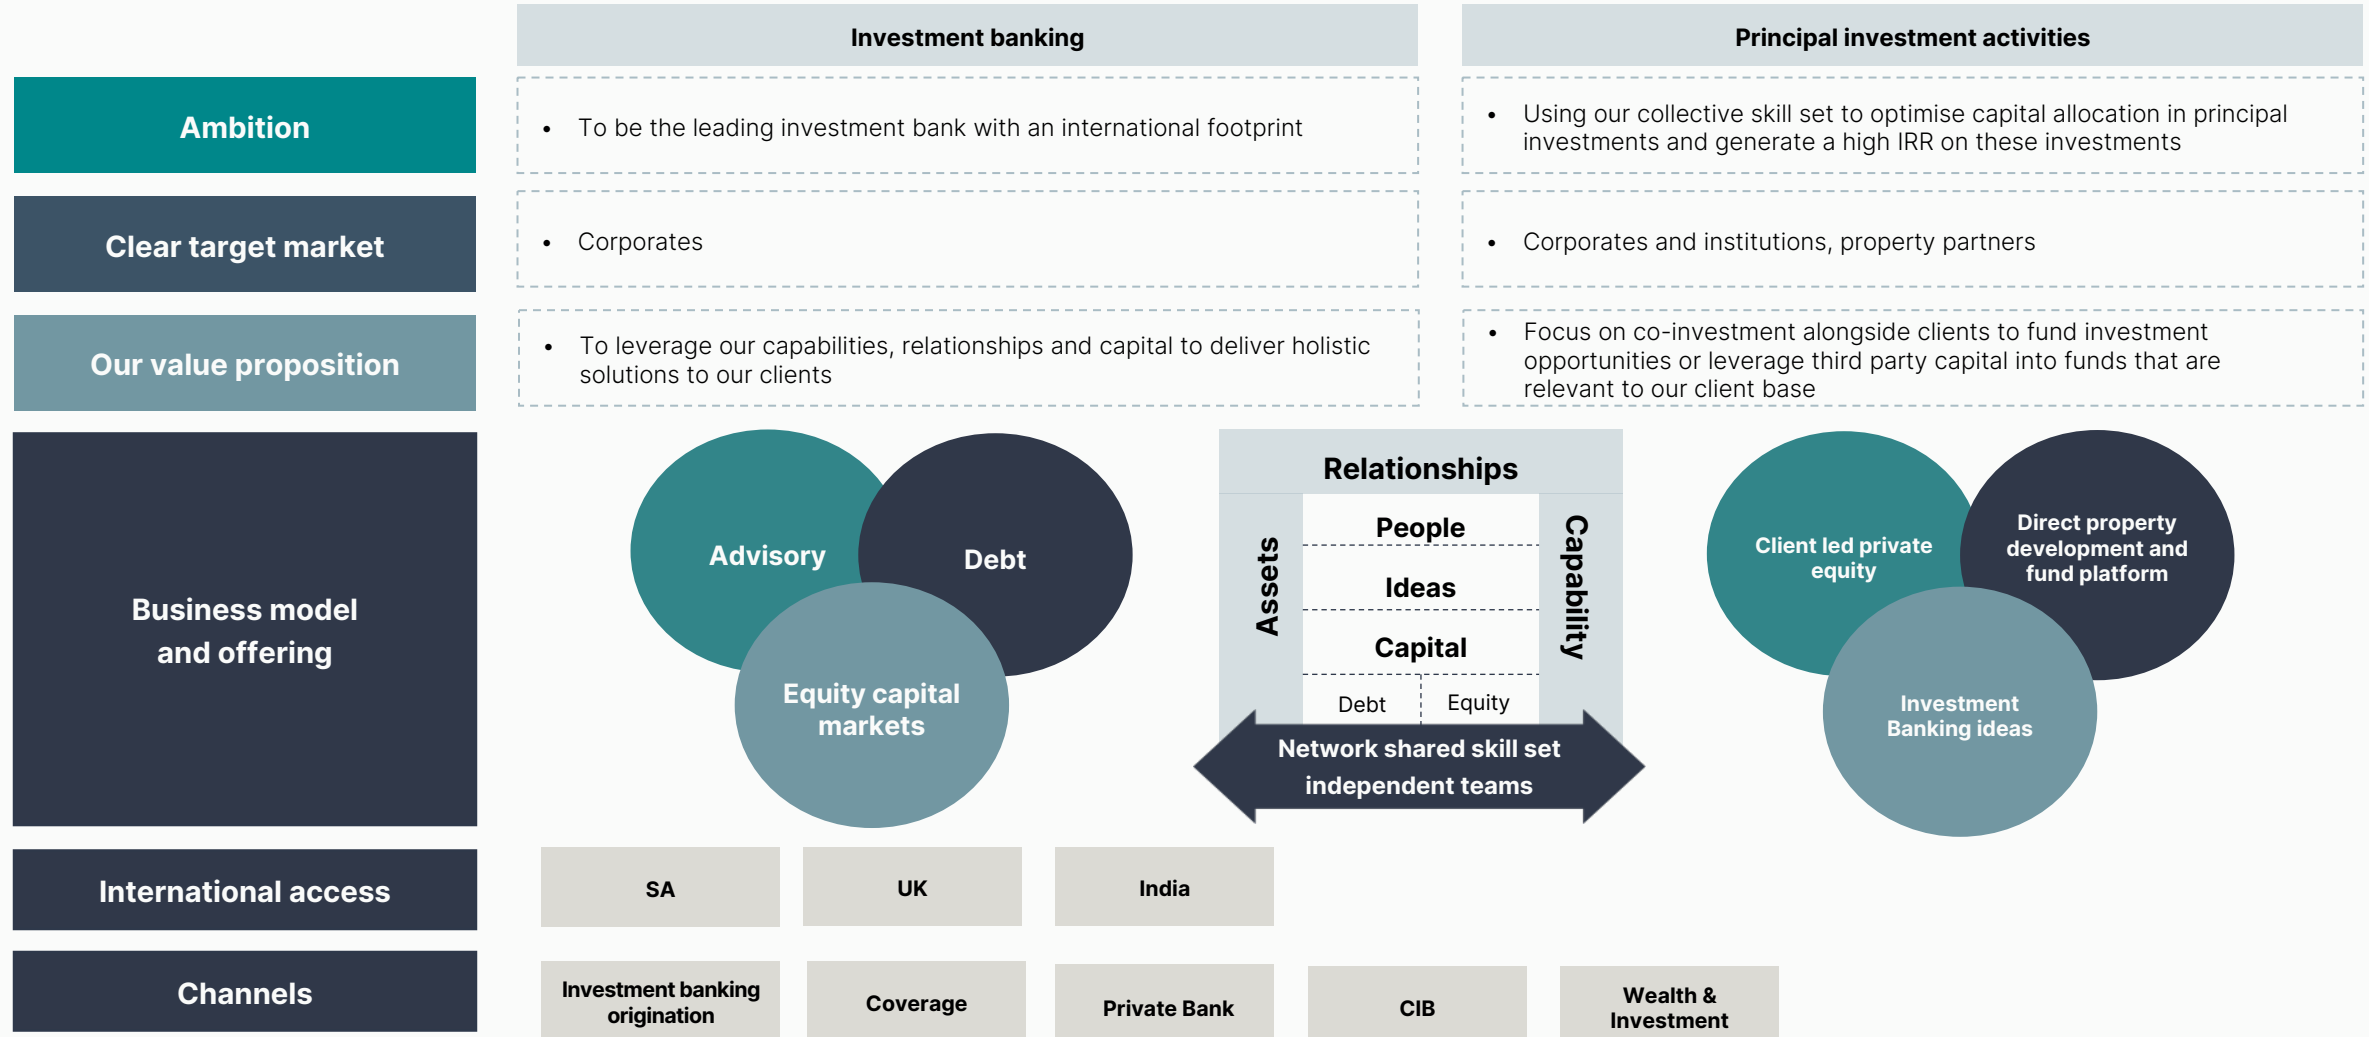 Investment banking
Principal investment activities
Ambition
• To be the leading investment bank with an international footprint
• Using our collective skill set to optimise capital allocation in principal
investments and generate a high IRR on these investments
Clear target market
• Corporates
• Corporates and institutions, property partners
Our value proposition
• To leverage our capabilities, relationships and capital to deliver holistic
solutions to our clients
• Focus on co-investment alongside clients to fund investment
opportunities or leverage third party capital into funds that are
relevant to our client base
Business model
and offering
Advisory
Debt
Equity capital
markets
Relationships
Assets
People
Ideas
Capital
Debt
Equity
Capability
Network shared skill set
independent teams
Client led private
equity
Direct property
development and
fund platform
Investment
Banking ideas
International access
SA
UK
India
Channels
Investment banking
origination
Coverage
Private Bank
CIB
Wealth &
Investment